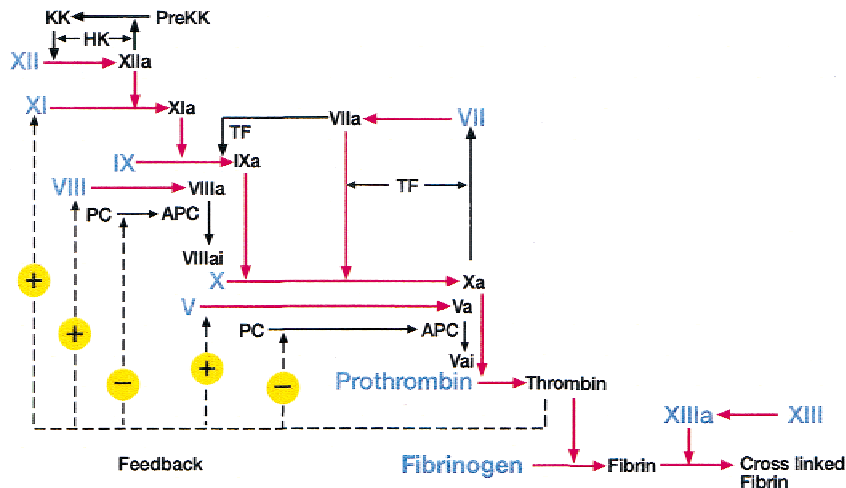 KK PreKK
HK
XII XIIa
XI XIa
VIIa VII
TF
IX IXa
VIII VIIIa
TF
PC APC
VIIIai
X Xa
V Va
PC APC
Vai
Prothrombin Thrombin
XIIIa XIII
Feedback Fibrinogen Fibrin Cross linked
Fibrin
+
+
+
−
−